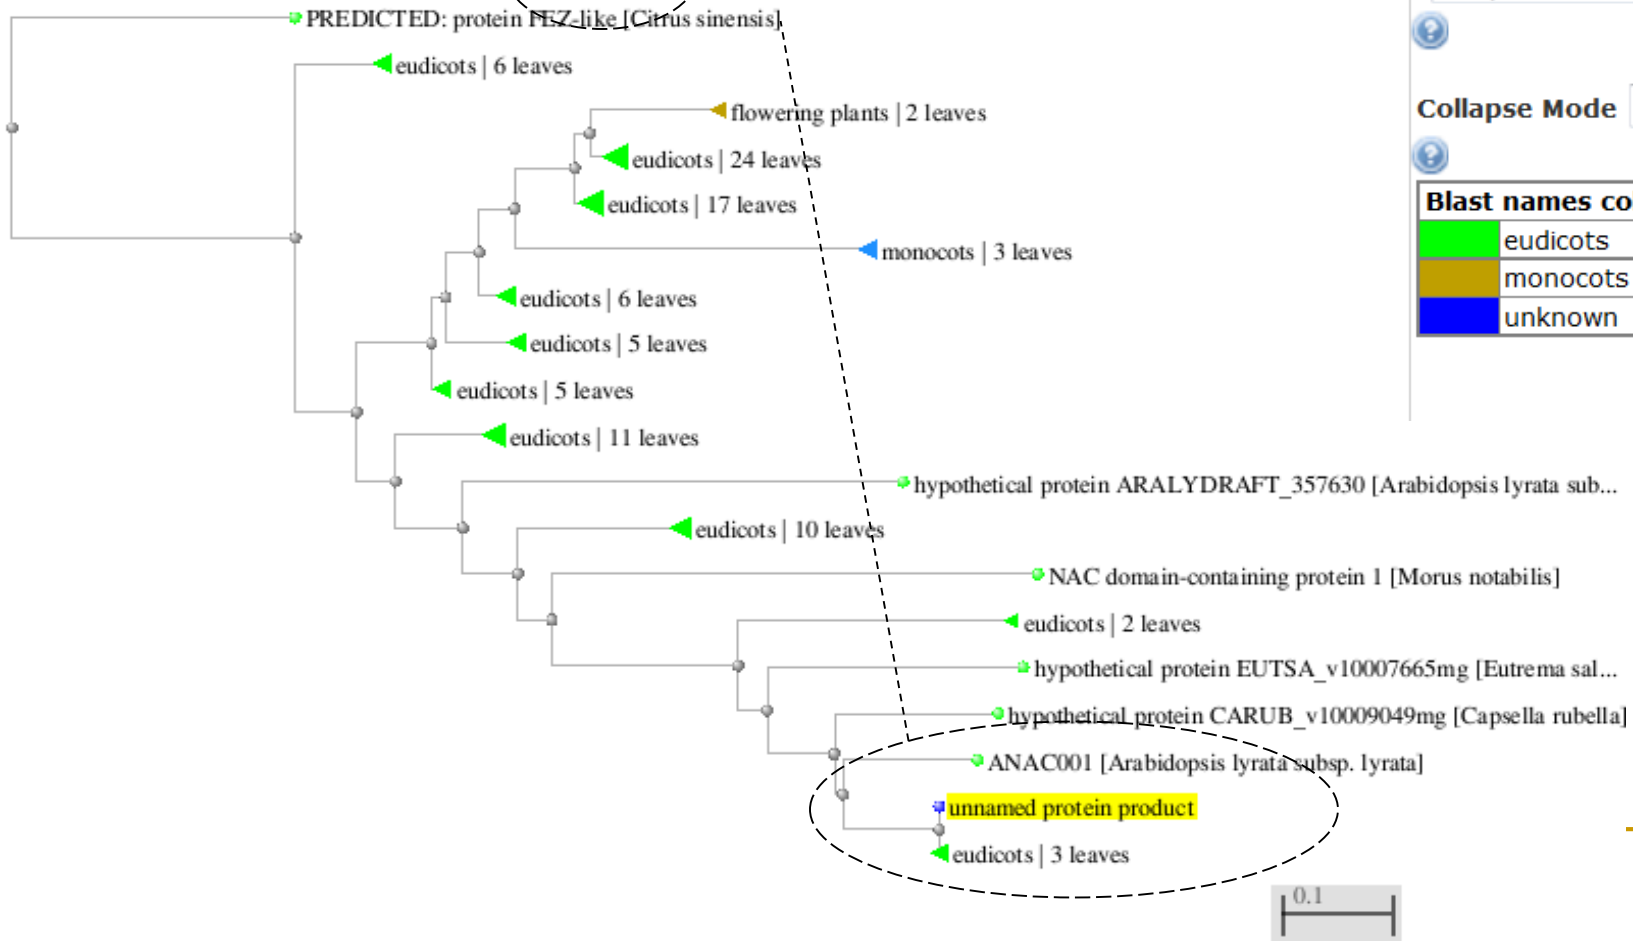 PREDICTED: protein FEZ-like [Citrus sinensis]
eudicots | 6 leaves
flowering plants | 2 leaves
eudicots | 24 leaves
eudicots | 17 leaves
monocots | 3 leaves
eudicots | 6 leaves
eudicots | 5 leaves
eudicots | 5 leaves
eudicots | 11 leaves
hypothetical protein ARALYDRAFT_357630 [Arabidopsis lyrata sub...
eudicots | 10 leaves
NAC domain-containing protein 1 [Morus notabilis]
eudicots | 2 leaves
hypothetical protein EUTSA_v10007665mg [Eutrema sal...
hypothetical protein CARUB_v10009049mg [Capsella rubella]
ANAC001 [Arabidopsis lyrata subsp. lyrata]
unnamed protein product
eudicots | 3 leaves
0.1
?
Collapse Mode
?
Blast names co
eudicots
monocots
unknown